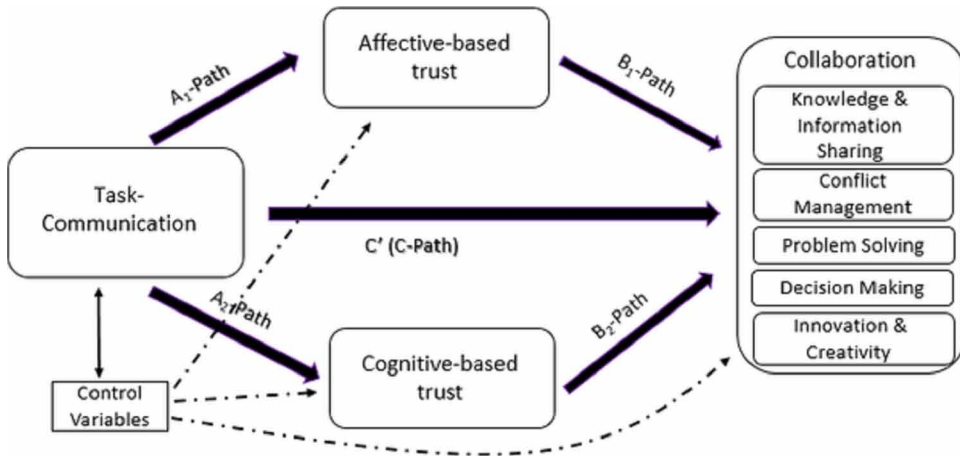 Affective-based
trust
A₁-Path
B₁-Path
Collaboration
Knowledge &
Information
Sharing
Task-
Communication
Conflict
Management
C' (C-Path)
Problem Solving
A₂-Path
B₂-Path
Decision Making
Cognitive-based
trust
Innovation &
Creativity
Control
Variables